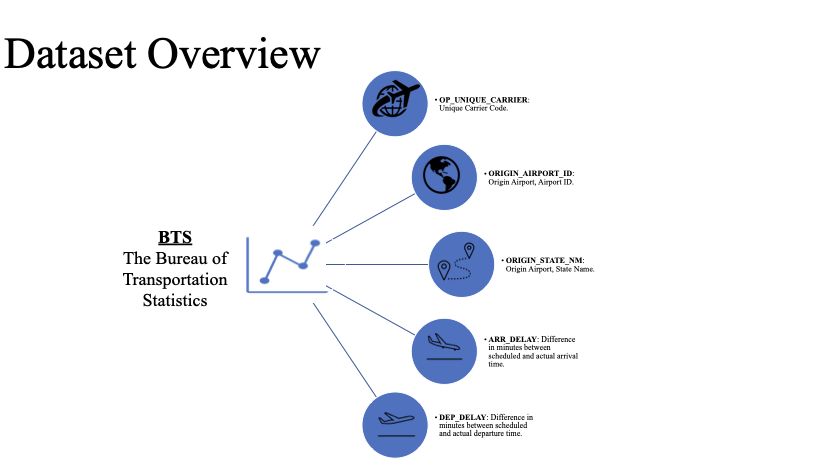 Dataset Overview
• OP_UNIQUE_CARRIER:
Unique Carrier Code.
• ORIGIN_AIRPORT_ID:
Origin Airport, Airport ID.
BTS
The Bureau of
Transportation
Statistics
• ORIGIN_STATE_NM:
Origin Airport, State Name.
• ARR_DELAY: Difference
in minutes between
scheduled and actual arrival
time.
• DEP_DELAY: Difference in
minutes between scheduled
and actual departure time.